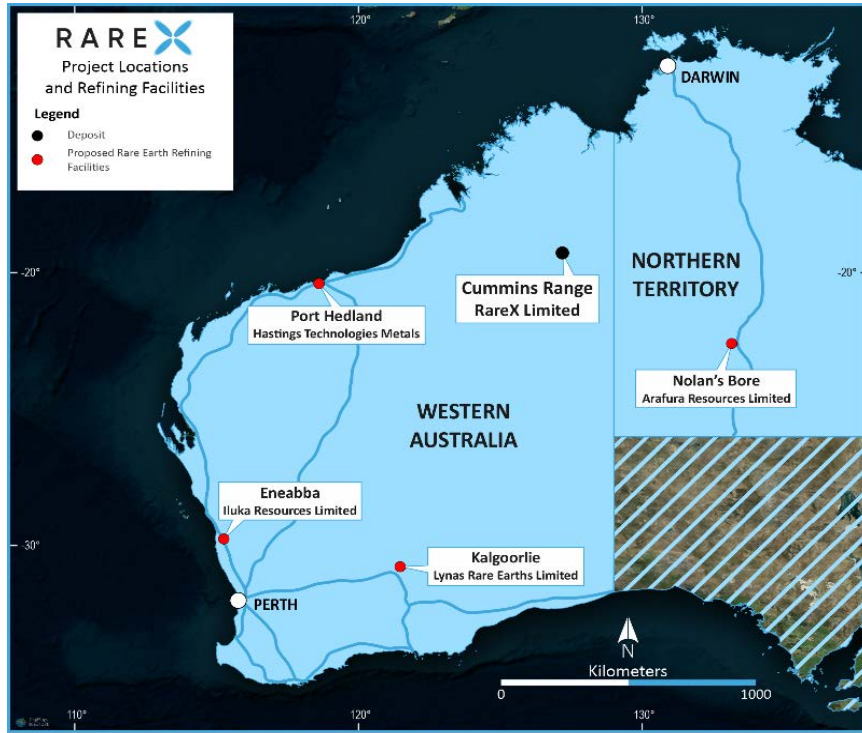 120°
130°
RAREX
Project Locations
and Refining Facilities
Legend
Deposit
Proposed Rare Earth Refining
Facilities
DARWIN
-20°
-20°
NORTHERN
TERRITORY
Cummins Range
RareX Limited
Port Hedland
Hastings Technologies Metals
Nolan's Bore
Arafura Resources Limited
WESTERN
AUSTRALIA
Eneabba
Iluka Resources Limited
-30°
Kalgoorlie
Lynas Rare Earths Limited
PERTH
N
Kilometers
0
1000
110°
120°
130°